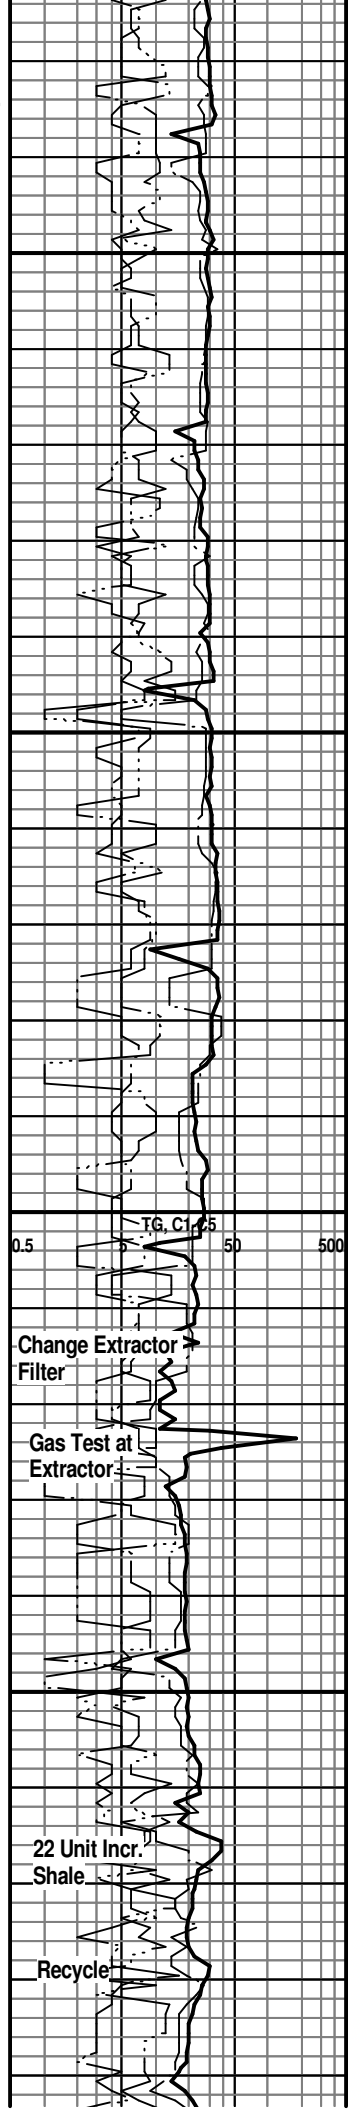 TG, C1-C5
0.5 5 50 500
Change Extractor
Filter
Gas Test at
Extractor
22 Unit Incr.
Shale
Recycle